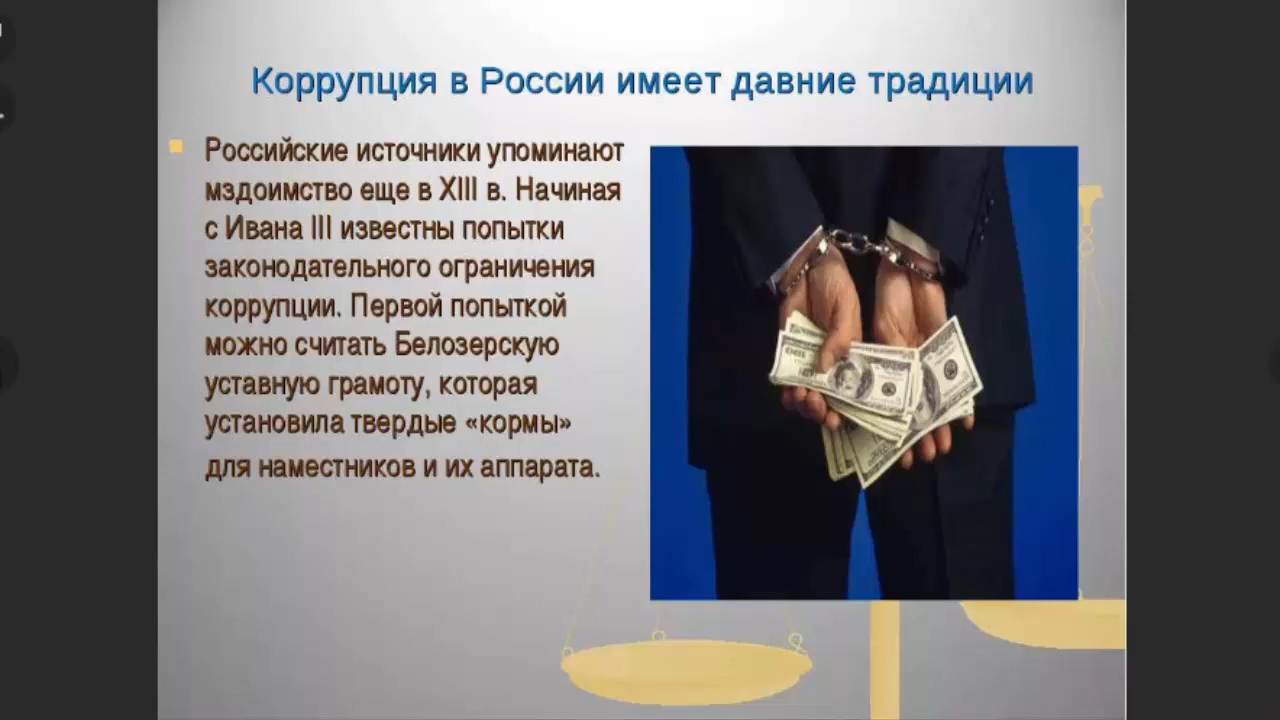 Коррупция в России имеет давние традиции
Российские источники упоминают
мздоимство еще в XIII в. Начиная
с Ивана III известны попытки
законодательного ограничения
коррупции. Первой попыткой
можно считать Белозерскую
уставную грамоту, которая
установила твердые «кормы»
для наместников и их аппарата.